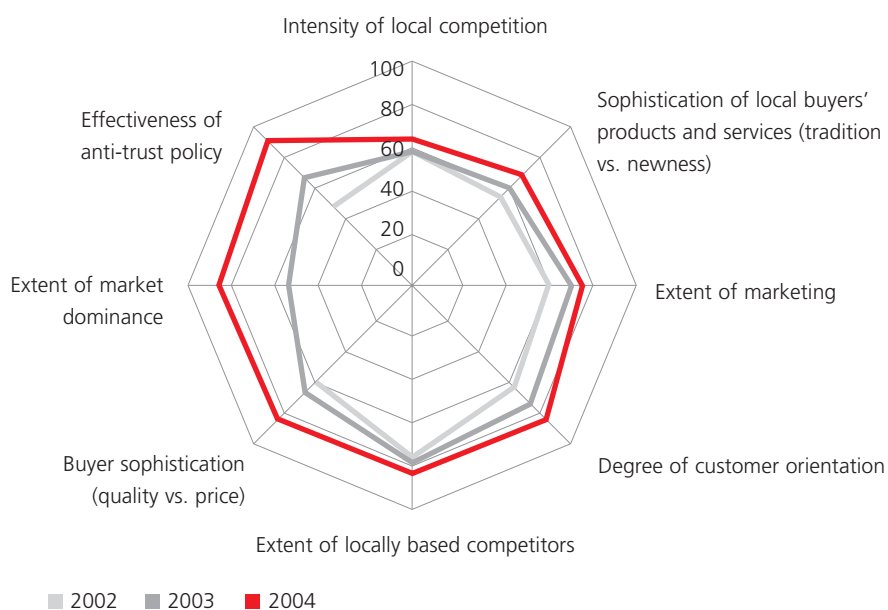 Intensity of local competition
100
80
60
40
20
0
Sophistication of local buyers’
products and services (tradition
vs. newness)
Effectiveness of
anti-trust policy
Extent of market
dominance
Extent of marketing
Buyer sophistication
(quality vs. price)
Degree of customer orientation
Extent of locally based competitors
2002 2003 2004